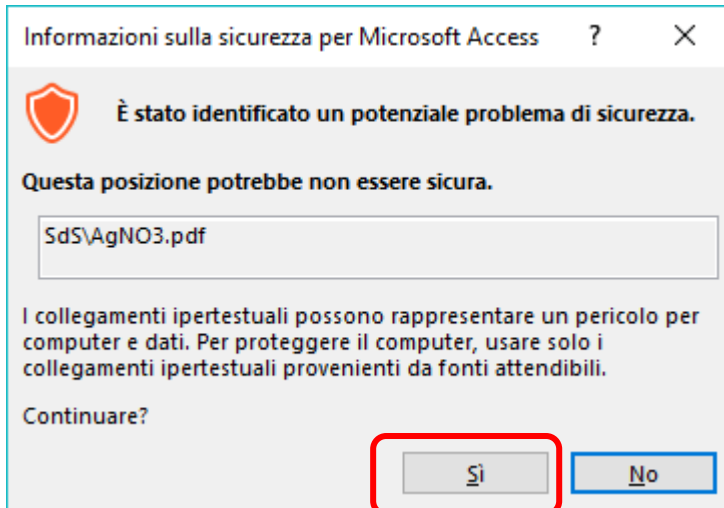 Informazioni sulla sicurezza per Microsoft Access ? ×
È stato identificato un potenziale problema di sicurezza.
Questa posizione potrebbe non essere sicura.
SdS\AgNO3.pdf
I collegamenti ipertestuali possono rappresentare un pericolo per
computer e dati. Per proteggere il computer, usare solo i
collegamenti ipertestuali provenienti da fonti attendibili.
Continuare?
Sì No